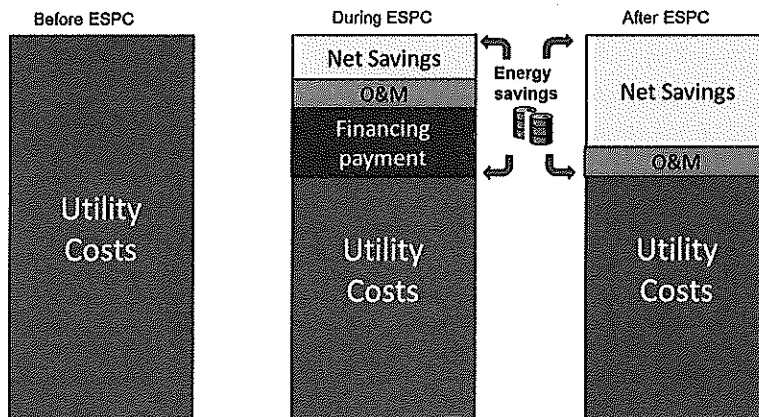 Before ESPC
Utility
Costs
During ESPC
Net Savings
O&M
Financing
payment
Utility
Costs
Energy
savings
After ESPC
Net Savings
O&M
Utility
Costs